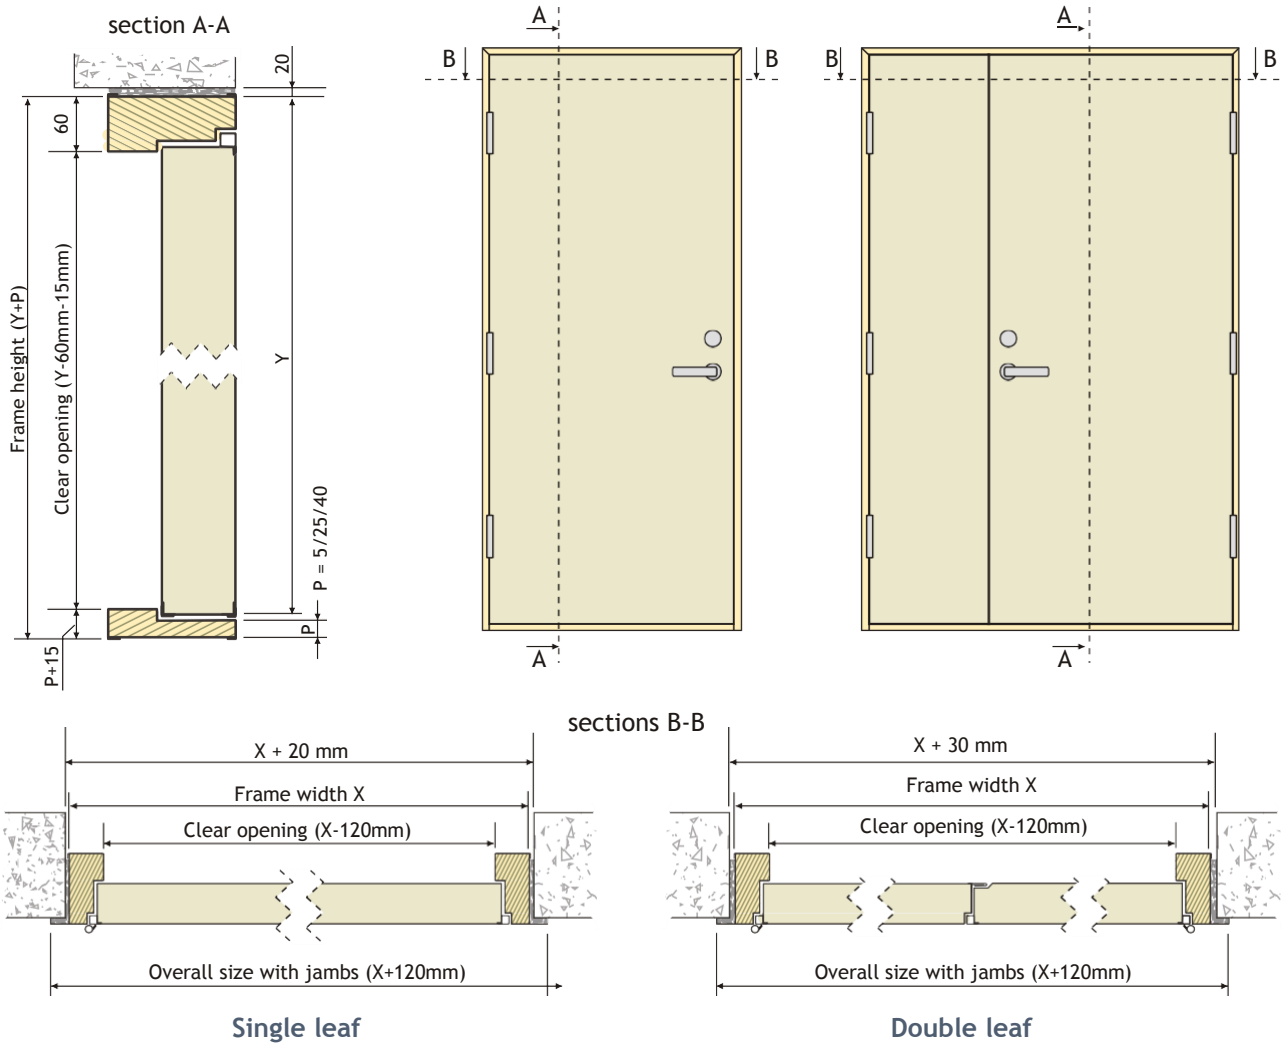 section A-A
A
A
B
B
B
B
20
60
Frame height (Y+P)
Clear opening (Y-60mm-15mm)
Y
P = 5/25/40
P
P+15
A
A
sections B-B
X + 20 mm
Frame width X
Clear opening (X-120mm)
Overall size with jambs (X+120mm)
Single leaf
X + 30 mm
Frame width X
Clear opening (X-120mm)
Overall size with jambs (X+120mm)
Double leaf